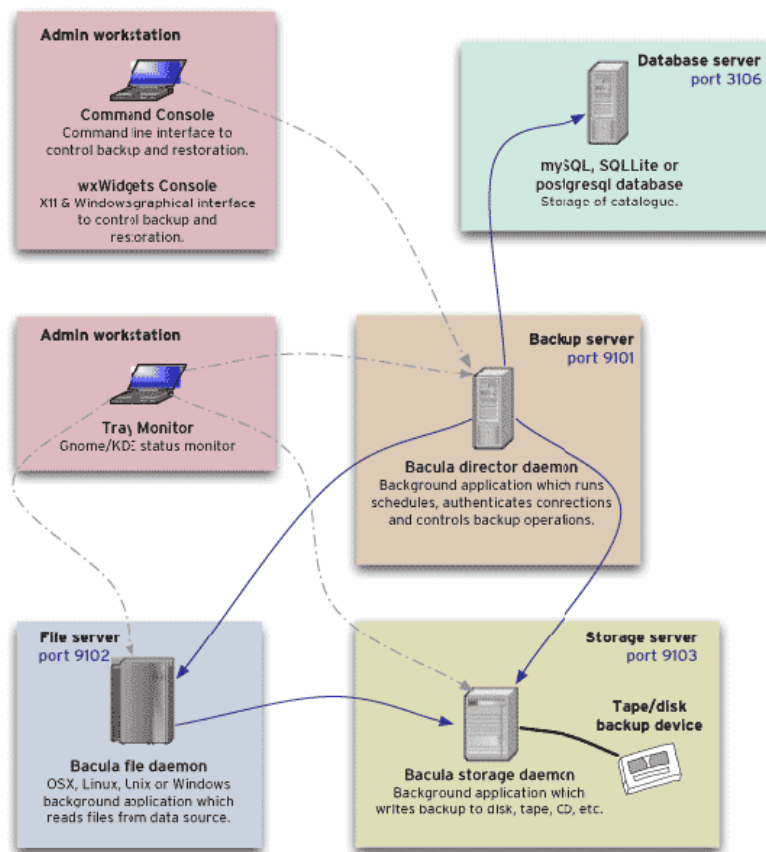 Admin workstation
Command Console
Command line interface to
control backup and restoration.
wxWidgets Console
X11 & Windowsgraphical interface
to control backup and
restoration.
Database server
port 3106
mySQL, SQLLite or
postgresql database
Storage of catalogue.
Admin workstation
Tray Monitor
Gnome/KDE status monitor
Backup server
port 9101
Bacula director daemon
Background application which runs
schedules, authenticates connections
and controls backup operations.
File server
port 9102
Bacula file daemon
OSX, Linux, Unix or Windows
background application which
reads files from data source.
Storage server
port 9103
Tape/disk
backup device
Bacula storage daemon
Background application which
writes backup to disk, tape, CD, etc.